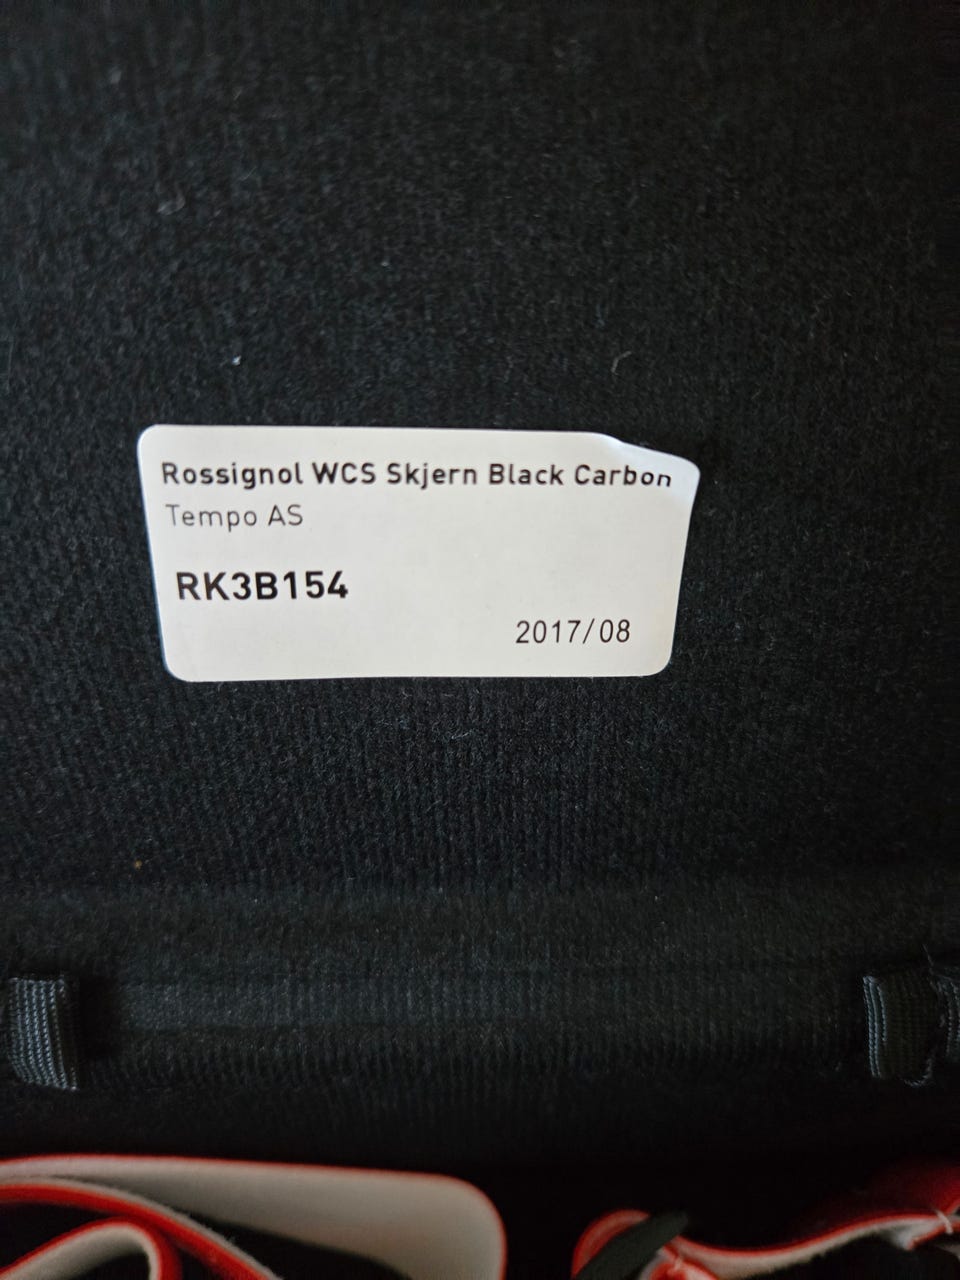 Rossignol WCS Skjern Black Carbon
Tempo AS
RK3B154
2017/08